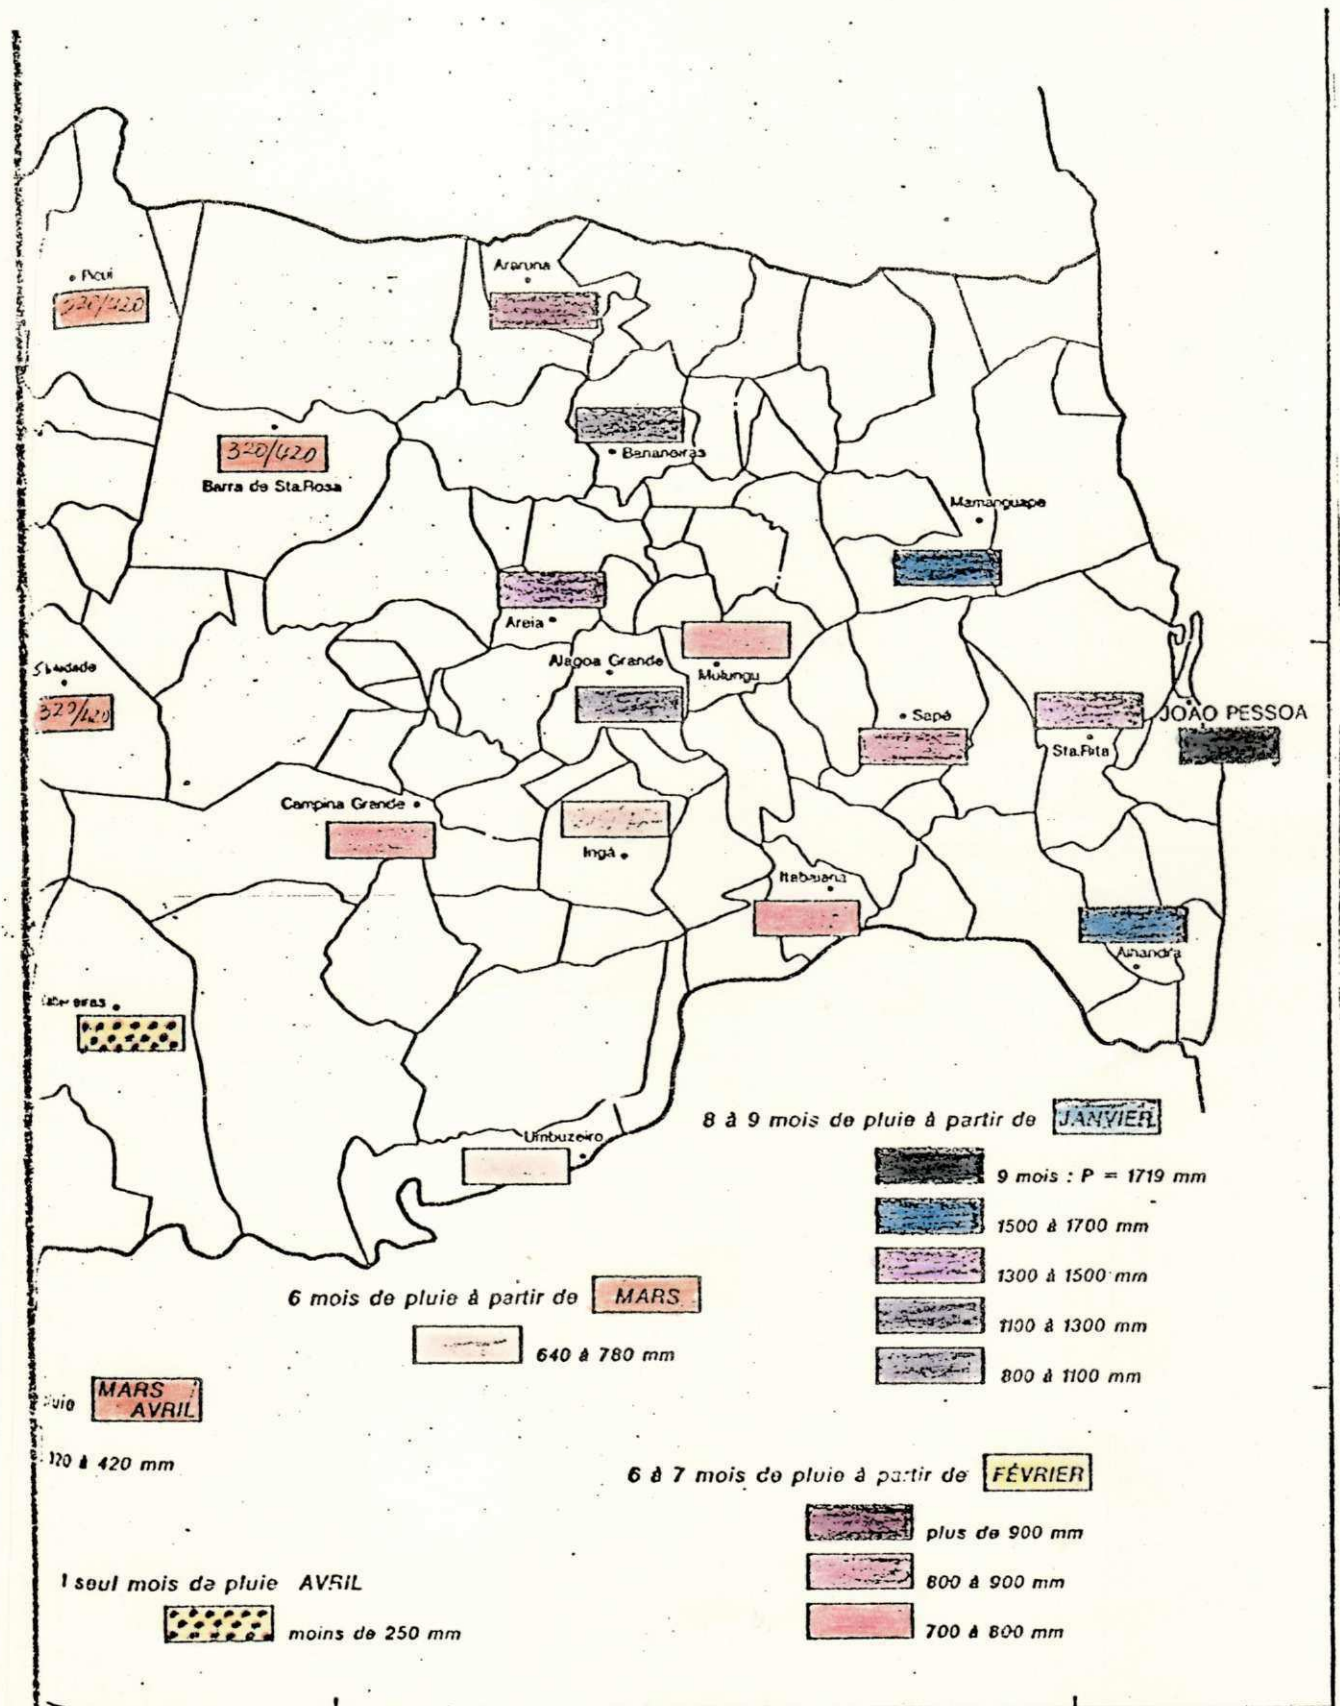 Araruna
Picui
320/420
Bananeiras
320/420
Barra de Sta.Rosa
Mamanguape
Areia
Alagoa Grande
Mulungu
320/420
Sapé
JOÃO PESSOA
Sta.Rita
Campina Grande
Ingá
Itabaiana
Alhandra
Umbuzeiro
8 à 9 mois de pluie à partir de JANVIER
9 mois : P = 1719 mm
1500 à 1700 mm
1300 à 1500 mm
1100 à 1300 mm
800 à 1100 mm
6 mois de pluie à partir de MARS
640 à 780 mm
MARS
AVRIL
420 mm
6 à 7 mois de pluie à partir de FÉVRIER
plus de 900 mm
800 à 900 mm
700 à 800 mm
1 seul mois de pluie AVRIL
moins de 250 mm